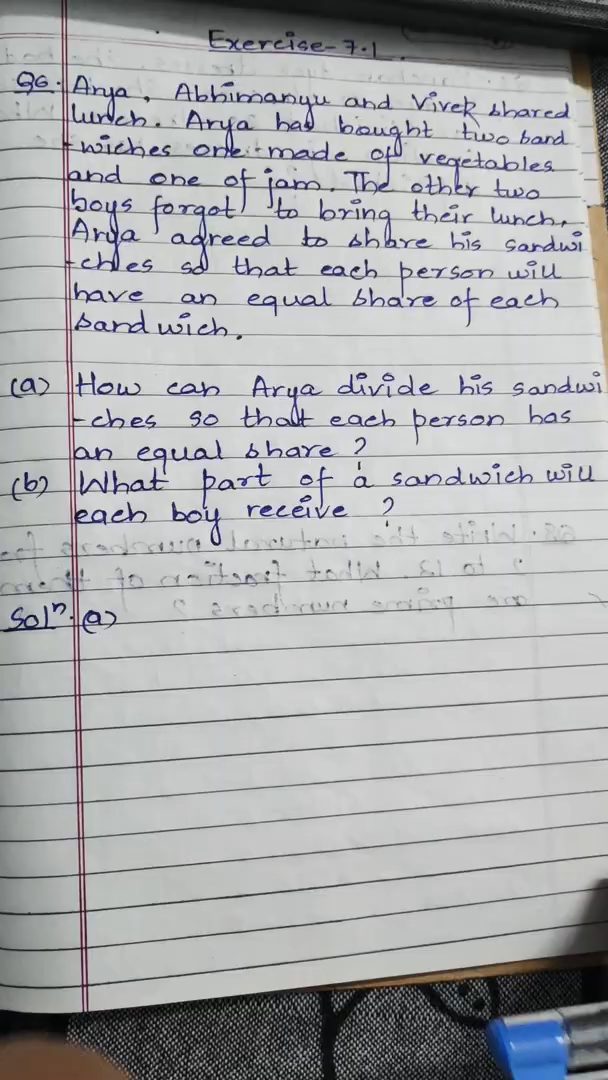 Exercise-7.1.
Q6. Arya, Abhimanyu and Vivek shared
lunch. Arya has bought two sand
-wiches one made of vegetables
and one of jam. The other two
boys forgot to bring their lunch.
Arya agreed to share his sandwi
-ches so that each person will
have an equal share of each
sandwich.
(a) How can Arya divide his sandwi
-ches so that each person has
an equal share ?
(b) What part of a sandwich will
each boy receive ?
Solⁿ. (a)